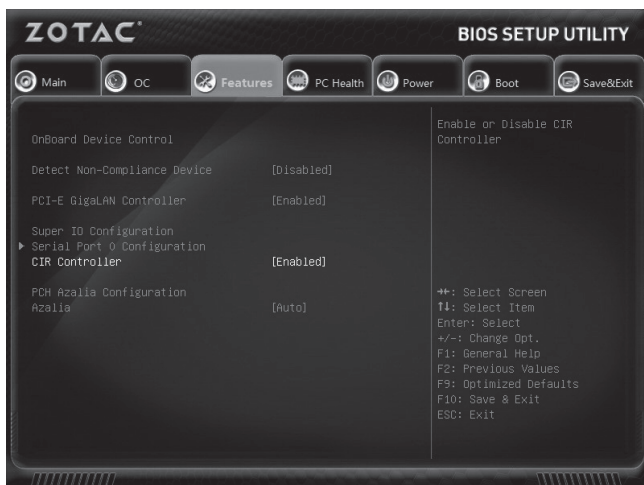 ZOTAC
BIOS SETUP UTILITY
Main OC Features PC Health Power Boot Save&Exit
OnBoard Device Control
Detect Non-Compliance Device [Disabled]
PCI-E GigaLAN Controller [Enabled]
Super IO Configuration
▶ Serial Port 0 Configuration
CIR Controller [Enabled]
PCH Azalia Configuration
Azalia [Auto]
Enable or Disable CIR
Controller
→←: Select Screen
↑↓: Select Item
Enter: Select
+/-: Change Opt.
F1: General Help
F2: Previous Values
F9: Optimized Defaults
F10: Save & Exit
ESC: Exit